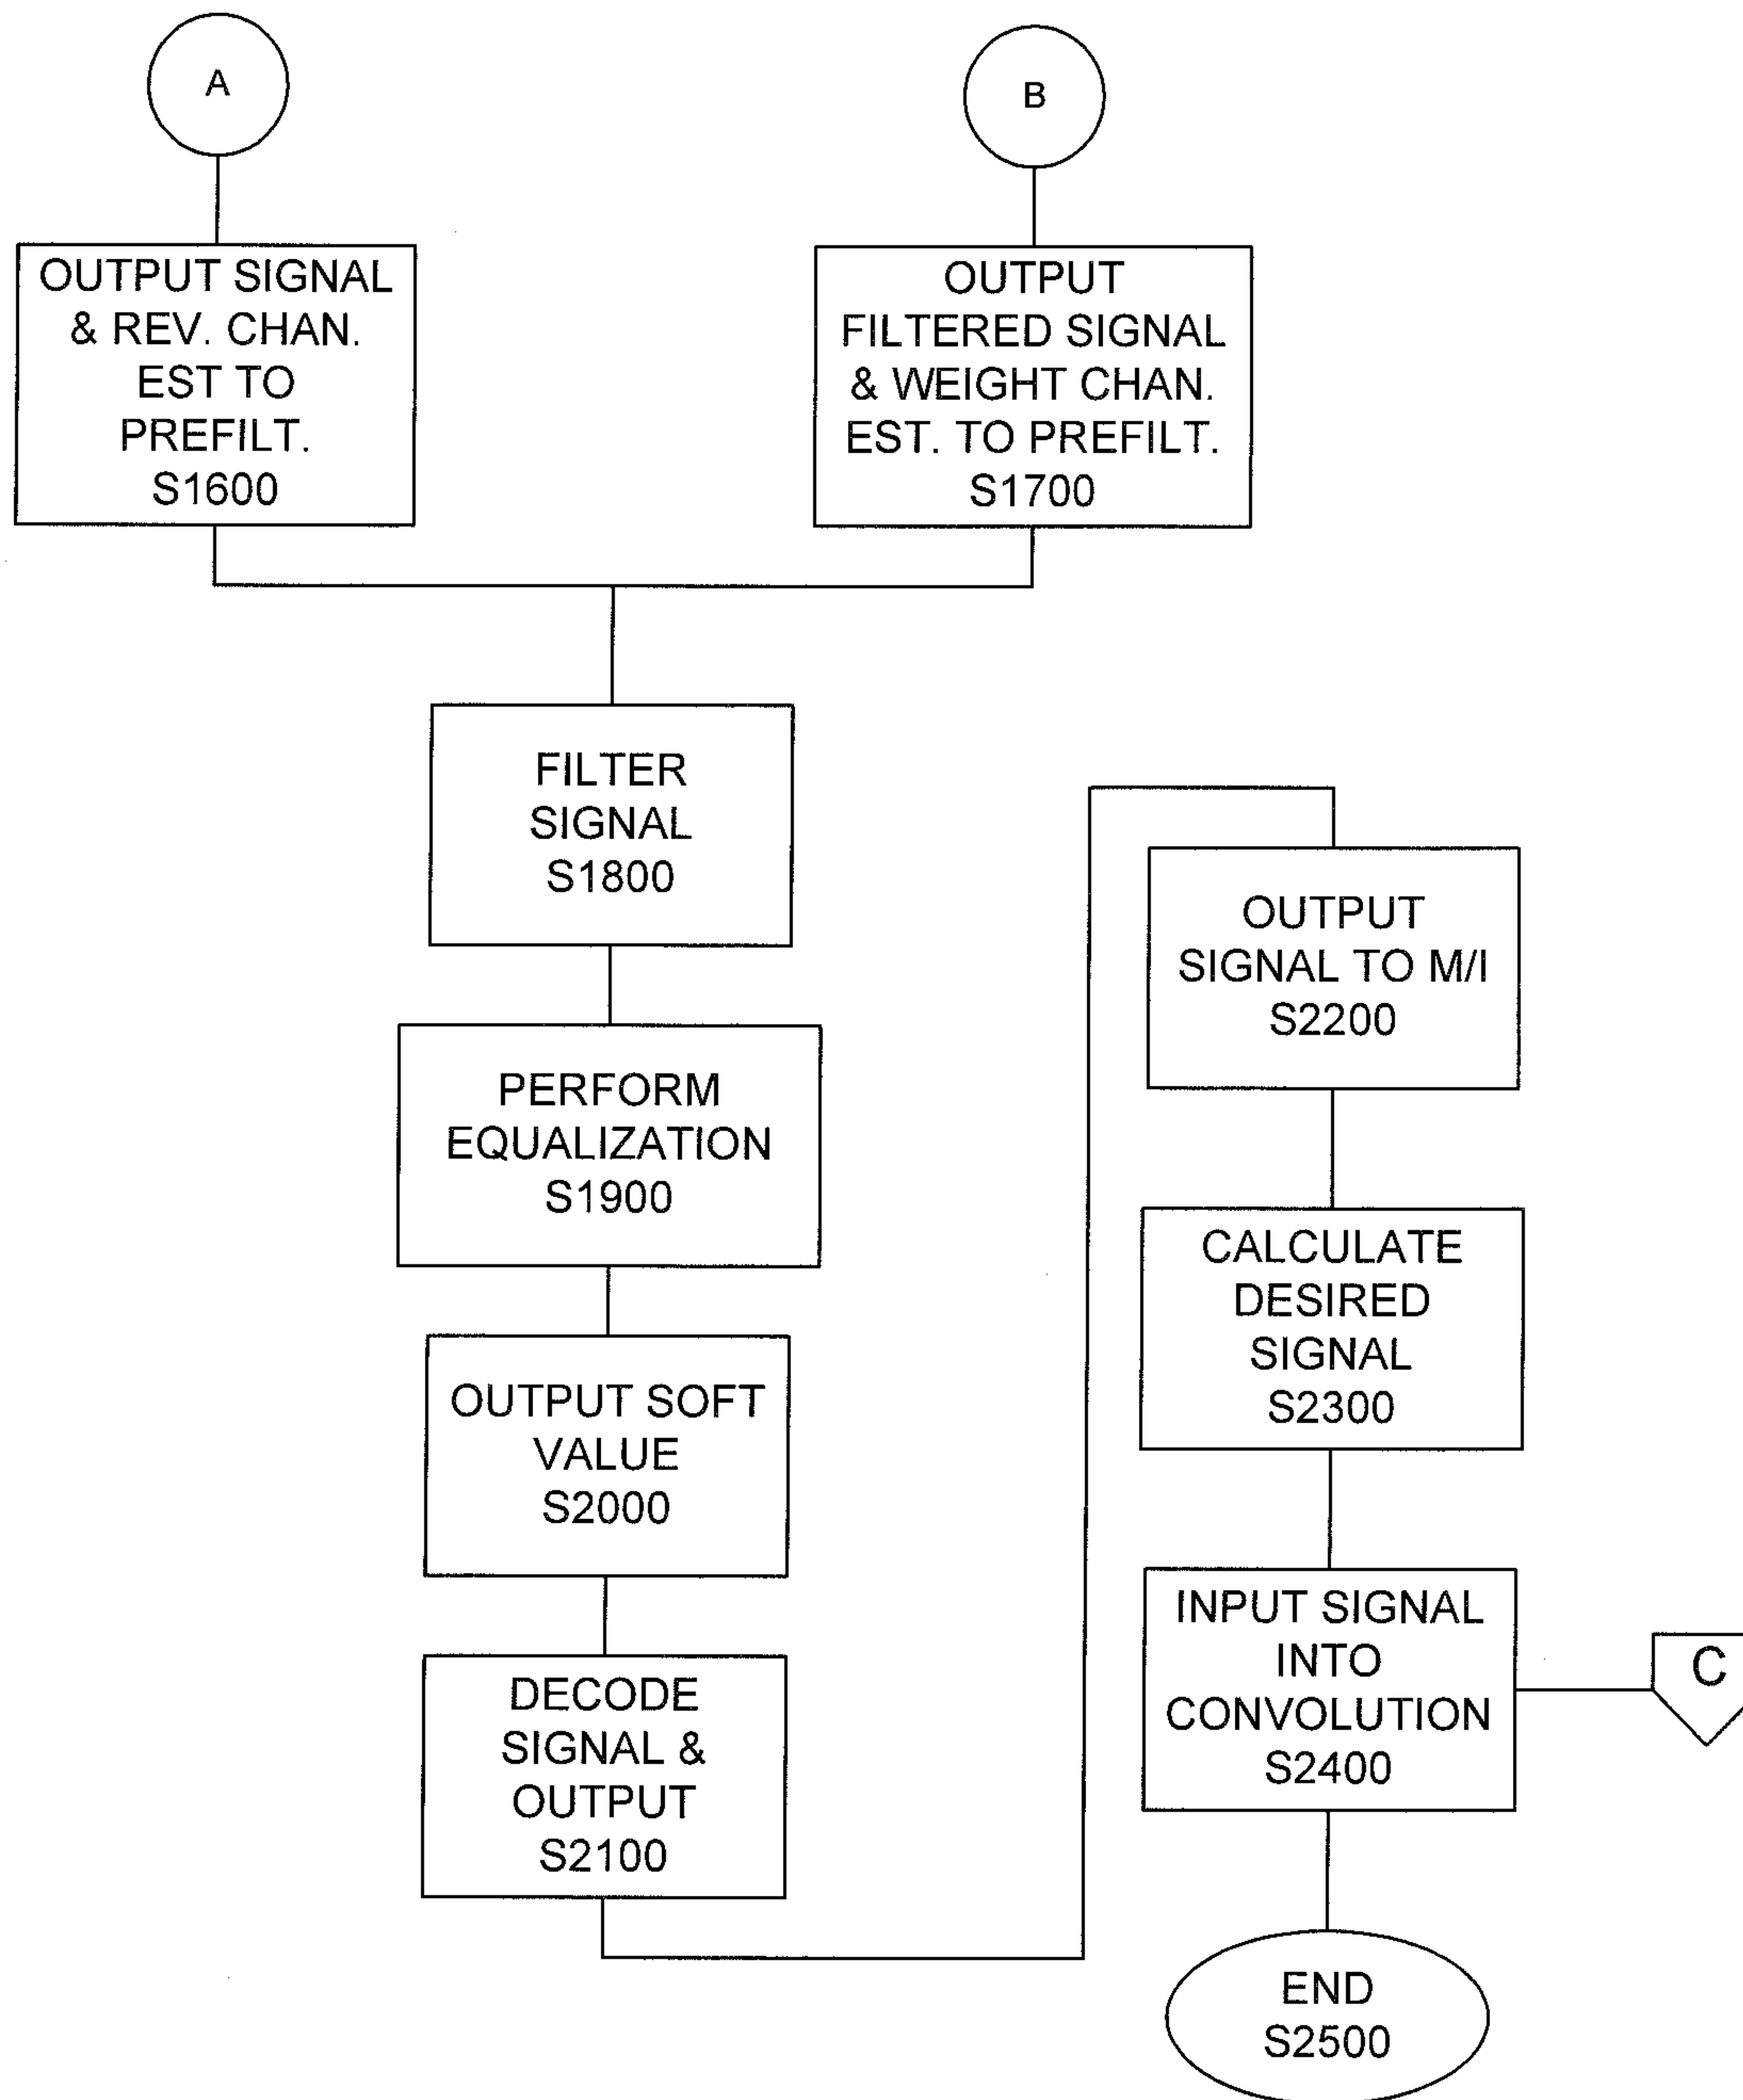 A
B
OUTPUT SIGNAL
& REV. CHAN.
EST TO
PREFILT.
S1600
OUTPUT
FILTERED SIGNAL
& WEIGHT CHAN.
EST. TO PREFILT.
S1700
FILTER
SIGNAL
S1800
PERFORM
EQUALIZATION
S1900
OUTPUT SOFT
VALUE
S2000
DECODE
SIGNAL &
OUTPUT
S2100
OUTPUT
SIGNAL TO M/I
S2200
CALCULATE
DESIRED
SIGNAL
S2300
INPUT SIGNAL
INTO
CONVOLUTION
S2400
C
END
S2500